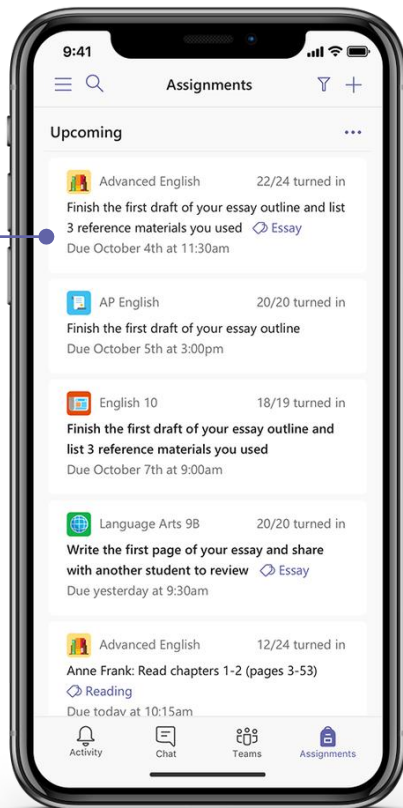 9:41
Assignments
Upcoming
Advanced English 22/24 turned in
Finish the first draft of your essay outline and list
3 reference materials you used Essay
Due October 4th at 11:30am
AP English 20/20 turned in
Finish the first draft of your essay outline
Due October 5th at 3:00pm
English 10 18/19 turned in
Finish the first draft of your essay outline and
list 3 reference materials you used
Due October 7th at 9:00am
Language Arts 9B 20/20 turned in
Write the first page of your essay and share
with another student to review Essay
Due yesterday at 9:30am
Advanced English 12/24 turned in
Anne Frank: Read chapters 1-2 (pages 3-53)
Reading
Due today at 10:15am
Activity Chat Teams Assignments